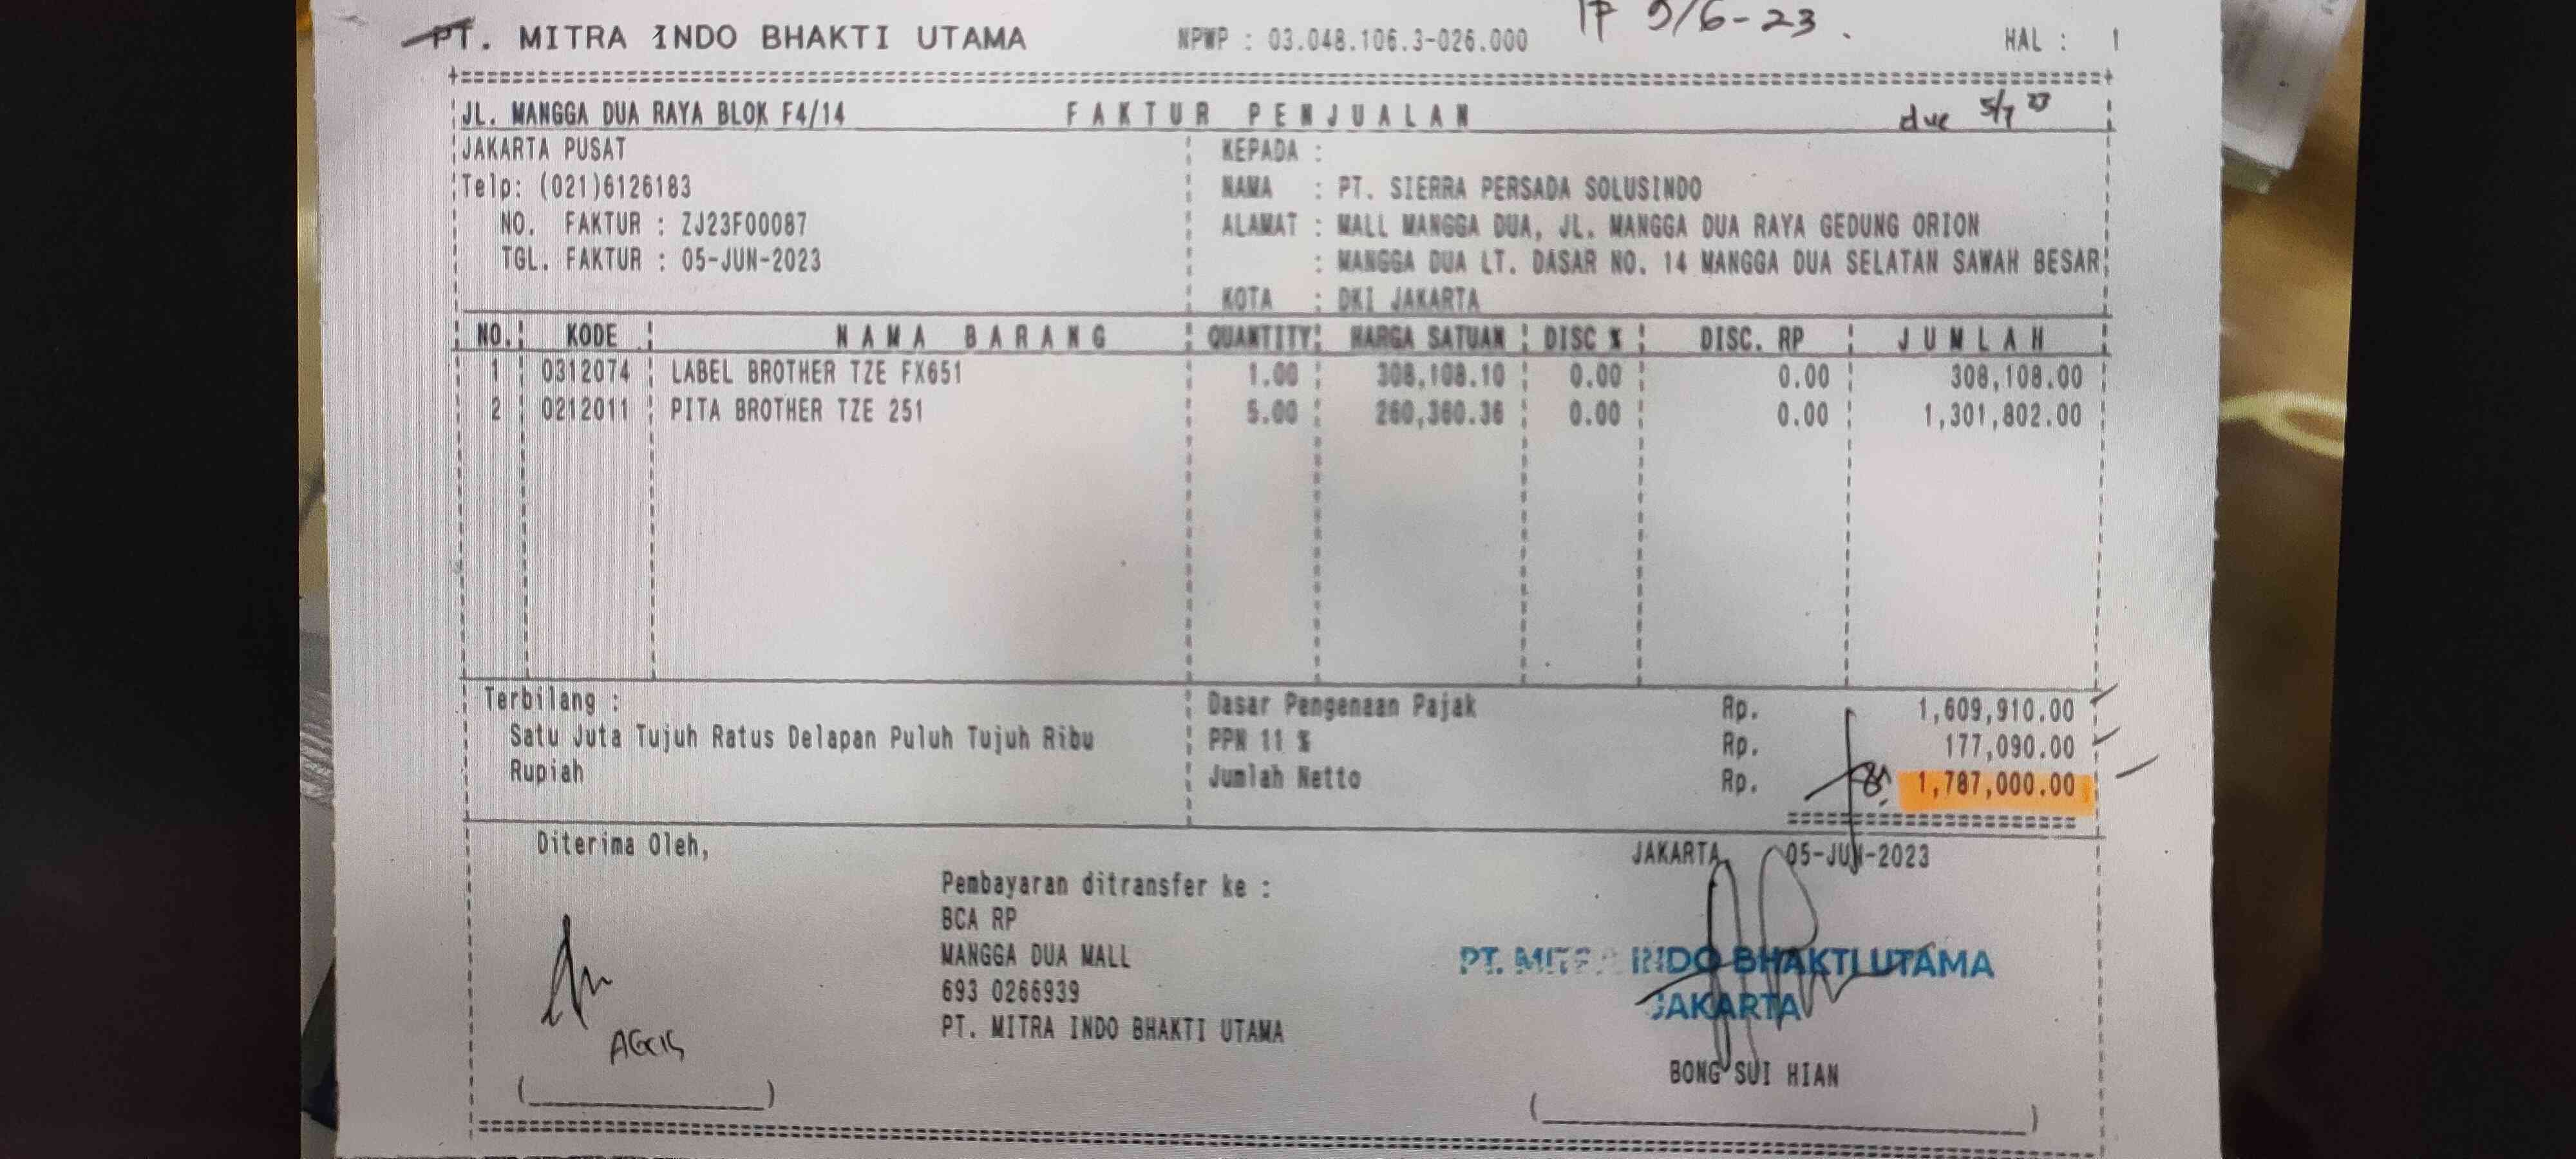 PT. MITRA INDO BHAKTI UTAMA NPWP : 03.048.106.3-026.000 5/6-23. HAL : 1
JL. MANGGA DUA RAYA BLOK F4/14 FAKTUR PENJUALAN due 5/7 23
JAKARTA PUSAT KEPADA :
Telp: (021)6126183 NAMA : PT. SIERRA PERSADA SOLUSINDO
NO. FAKTUR : ZJ23F00087 ALAMAT : MALL MANGGA DUA, JL. MANGGA DUA RAYA GEDUNG ORION
TGL. FAKTUR : 05-JUN-2023 : MANGGA DUA LT. DASAR NO. 14 MANGGA DUA SELATAN SAWAH BESAR
KOTA : DKI JAKARTA
NO. KODE NAMA BARANG QUANTITY HARGA SATUAN DISC % DISC. RP JUMLAH
1 0312074 LABEL BROTHER TZE FX651 1.00 308,108.10 0.00 0.00 308,108.00
2 0212011 PITA BROTHER TZE 251 5.00 260,360.36 0.00 0.00 1,301,802.00
Terbilang : Dasar Pengenaan Pajak Rp. 1,609,910.00
Satu Juta Tujuh Ratus Delapan Puluh Tujuh Ribu PPN 11 % Rp. 177,090.00
Rupiah Jumlah Netto Rp. 1,787,000.00
Diterima Oleh, JAKARTA, 05-JUN-2023
Pembayaran ditransfer ke :
BCA RP
MANGGA DUA MALL PT. MITRA INDO BHAKTI UTAMA
693 0266939 JAKARTA
PT. MITRA INDO BHAKTI UTAMA
BONG SUI HIAN